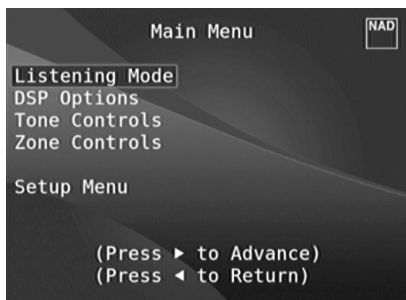 Main Menu
NAD
Listening Mode
DSP Options
Tone Controls
Zone Controls
Setup Menu
(Press ► to Advance)
(Press ◄ to Return)